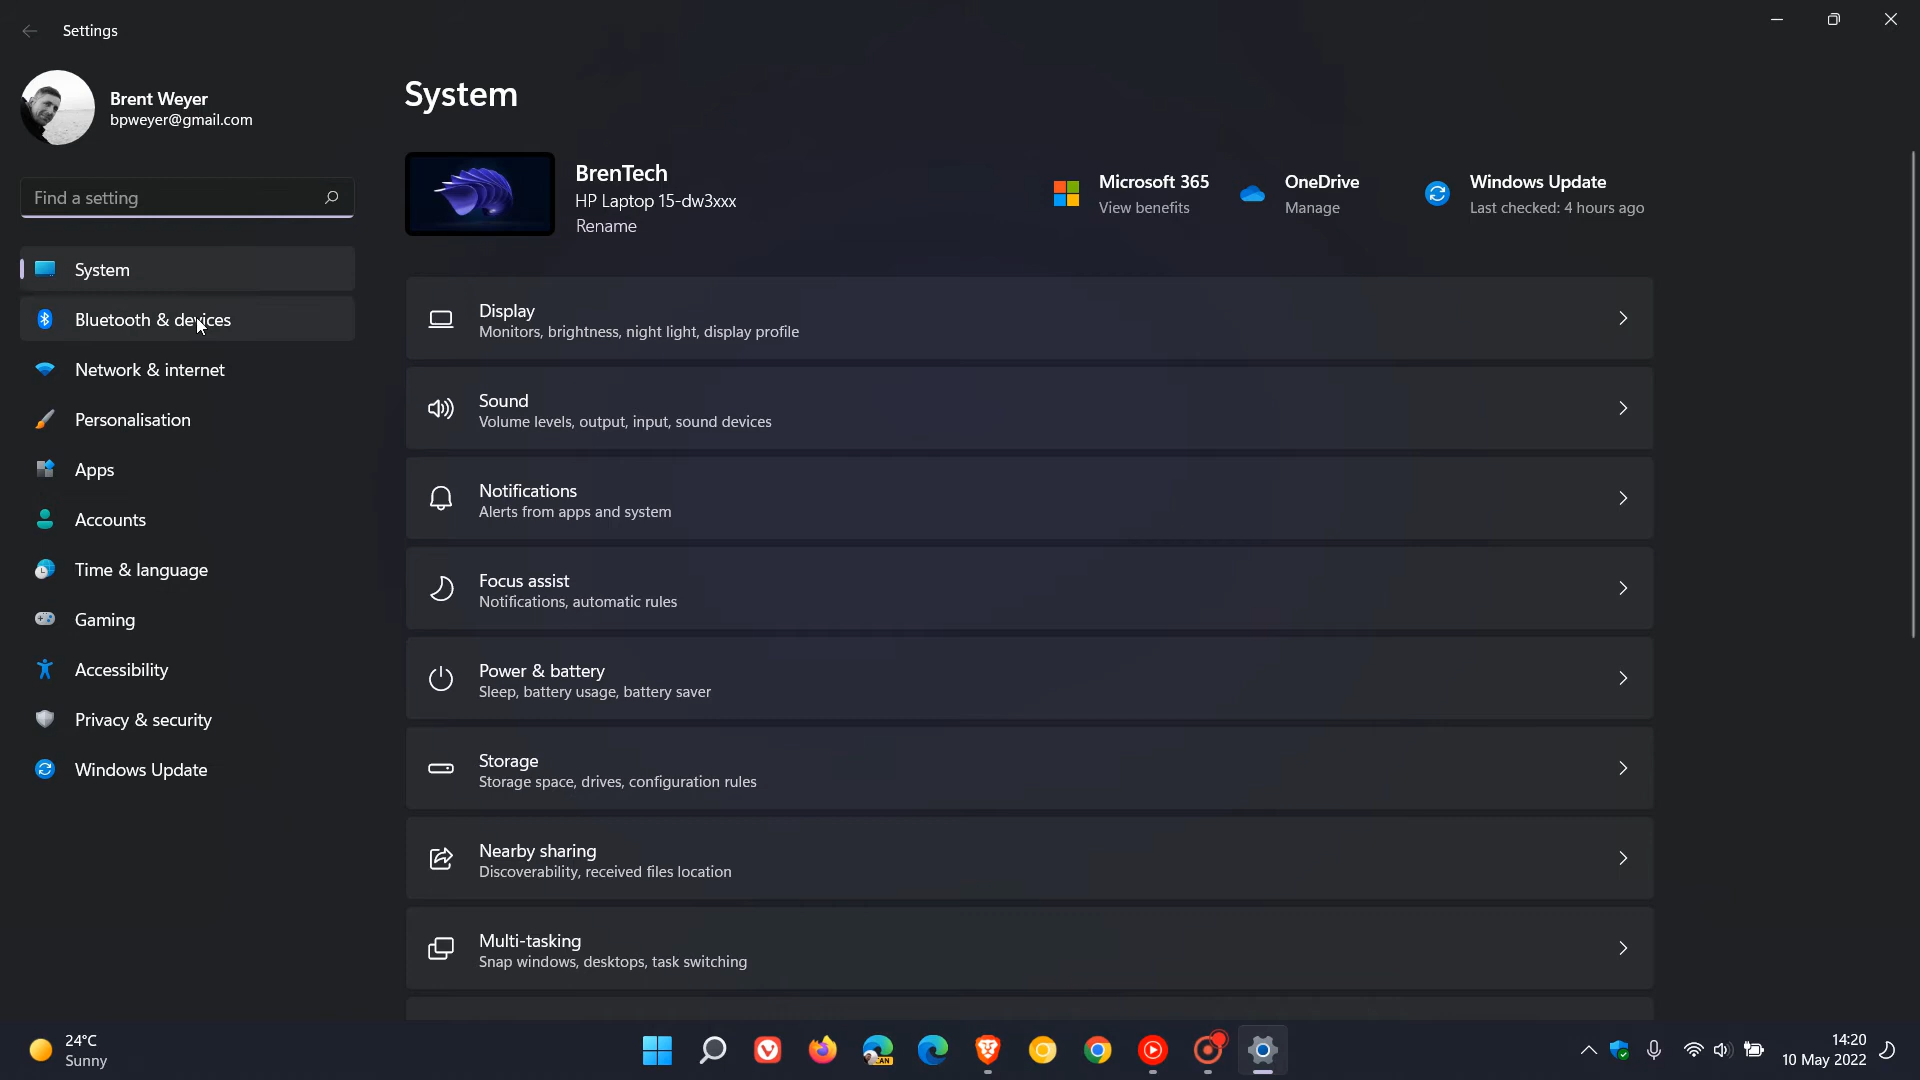 Settings
Brent Weyer
bpweyer@gmail.com
Find a setting
System
Bluetooth & devices
Network & internet
Personalisation
Apps
Accounts
Time & language
Gaming
Accessibility
Privacy & security
Windows Update
System
BrenTech
HP Laptop 15-dw3xxx
Rename
Microsoft 365
View benefits
OneDrive
Manage
Windows Update
Last checked: 4 hours ago
Display
Monitors, brightness, night light, display profile
Sound
Volume levels, output, input, sound devices
Notifications
Alerts from apps and system
Focus assist
Notifications, automatic rules
Power & battery
Sleep, battery usage, battery saver
Storage
Storage space, drives, configuration rules
Nearby sharing
Discoverability, received files location
Multi-tasking
Snap windows, desktops, task switching
24°C
Sunny
CAN
14:20
10 May 2022